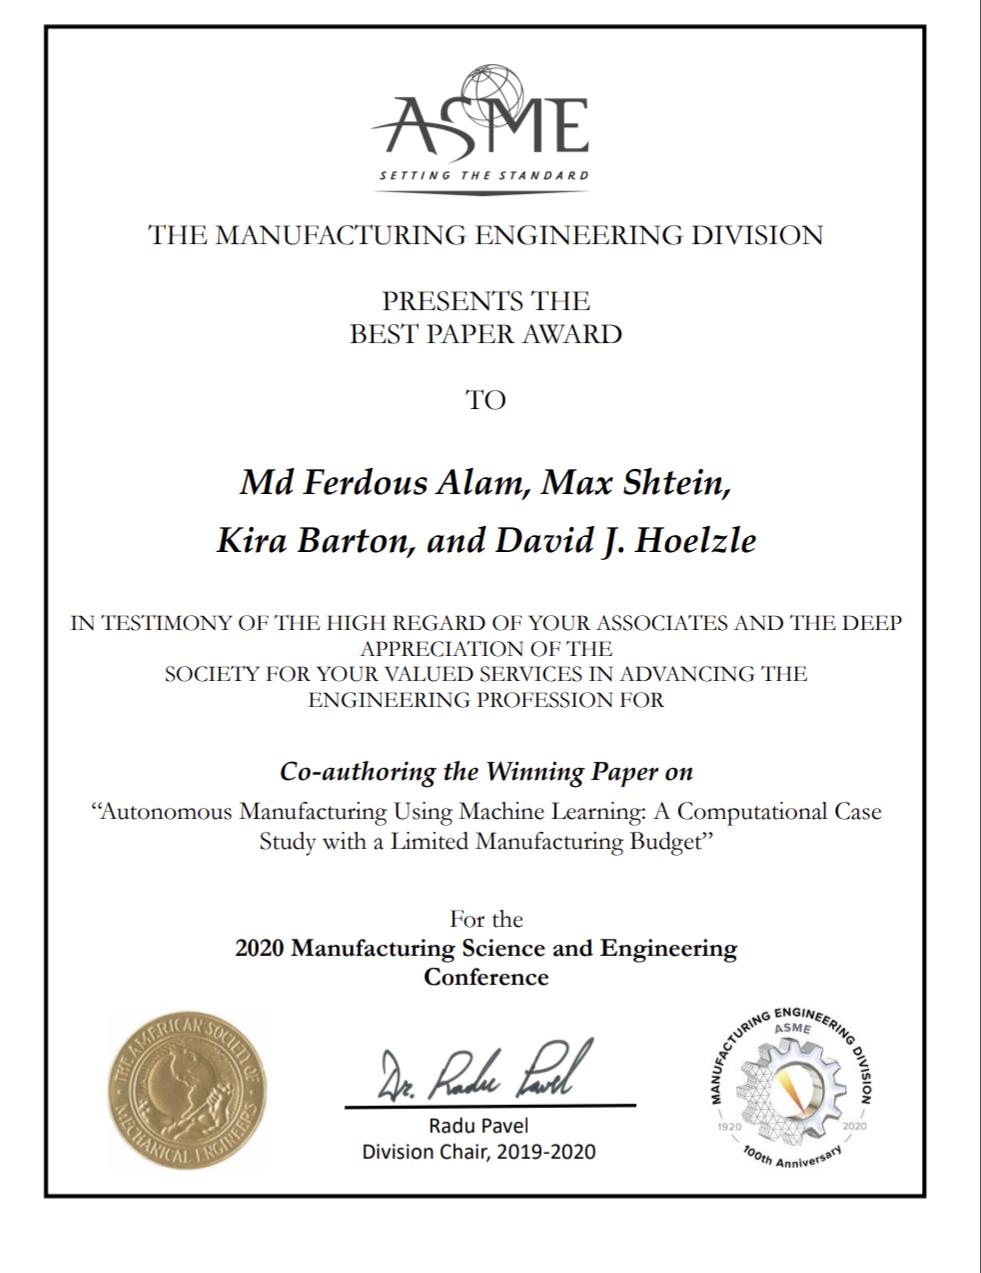 ASME
SETTING THE STANDARD
THE MANUFACTURING ENGINEERING DIVISION
PRESENTS THE
BEST PAPER AWARD
TO
Md Ferdous Alam, Max Shtein,
Kira Barton, and David J. Hoelzle
IN TESTIMONY OF THE HIGH REGARD OF YOUR ASSOCIATES AND THE DEEP
APPRECIATION OF THE
SOCIETY FOR YOUR VALUED SERVICES IN ADVANCING THE
ENGINEERING PROFESSION FOR
Co-authoring the Winning Paper on
“Autonomous Manufacturing Using Machine Learning: A Computational Case
Study with a Limited Manufacturing Budget”
For the
2020 Manufacturing Science and Engineering
Conference
THE AMERICAN SOCIETY OF
MECHANICAL ENGINEERS
Dr. Radu Pavel
Radu Pavel
Division Chair, 2019-2020
MANUFACTURING ENGINEERING DIVISION
ASME
1920
2020
100th Anniversary